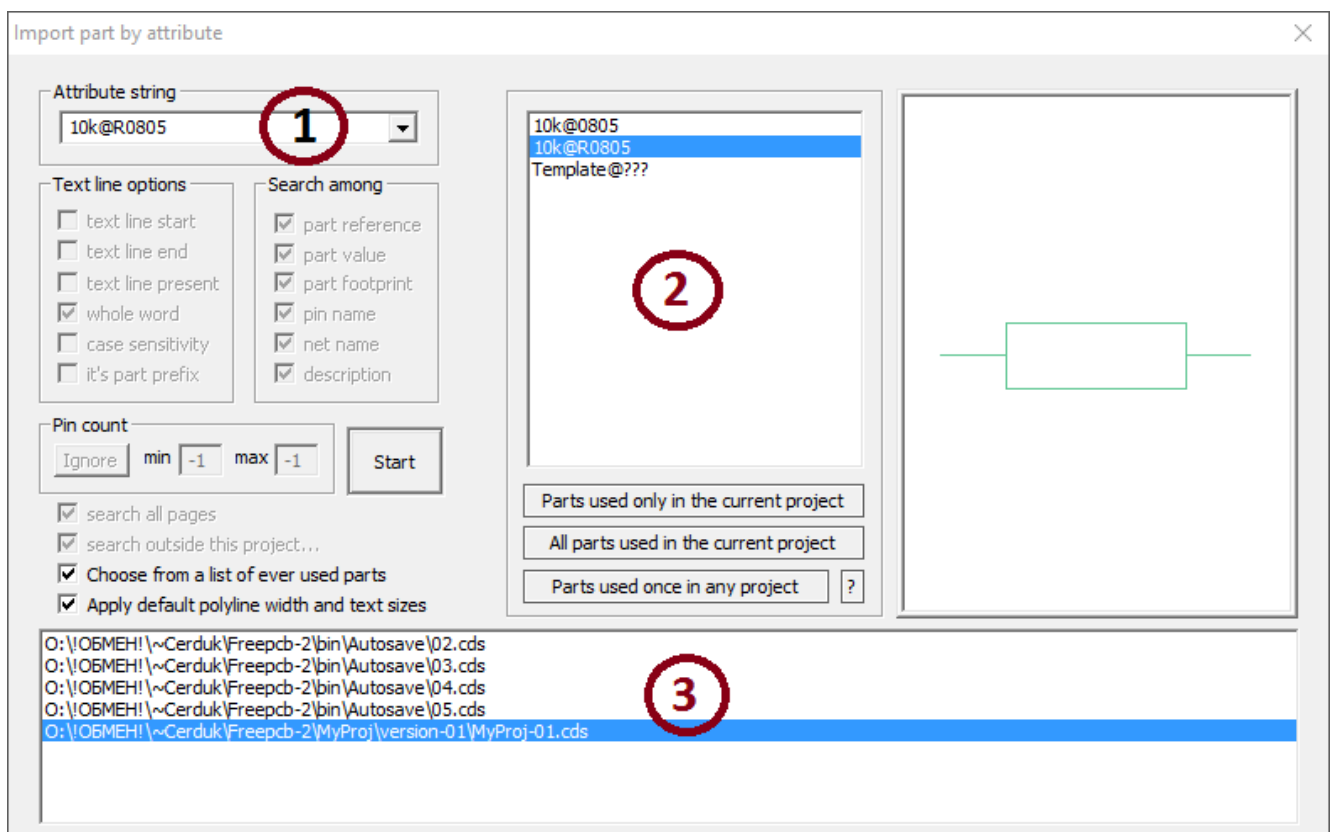 Import part by attribute
Attribute string
10k@R0805
1
Text line options
text line start
text line end
text line present
whole word
case sensitivity
it's part prefix
Search among
part reference
part value
part footprint
pin name
net name
description
Pin count
Ignore min -1 max -1
Start
search all pages
search outside this project...
Choose from a list of ever used parts
Apply default polyline width and text sizes
10k@0805
10k@R0805
Template@???
2
Parts used only in the current project
All parts used in the current project
Parts used once in any project ?
O:\!ОБМЕН!\~Cerduk\Freepcb-2\bin\Autosave\02.cds
O:\!ОБМЕН!\~Cerduk\Freepcb-2\bin\Autosave\03.cds
O:\!ОБМЕН!\~Cerduk\Freepcb-2\bin\Autosave\04.cds
O:\!ОБМЕН!\~Cerduk\Freepcb-2\bin\Autosave\05.cds
O:\!ОБМЕН!\~Cerduk\Freepcb-2\MyProj\version-01\MyProj-01.cds
3